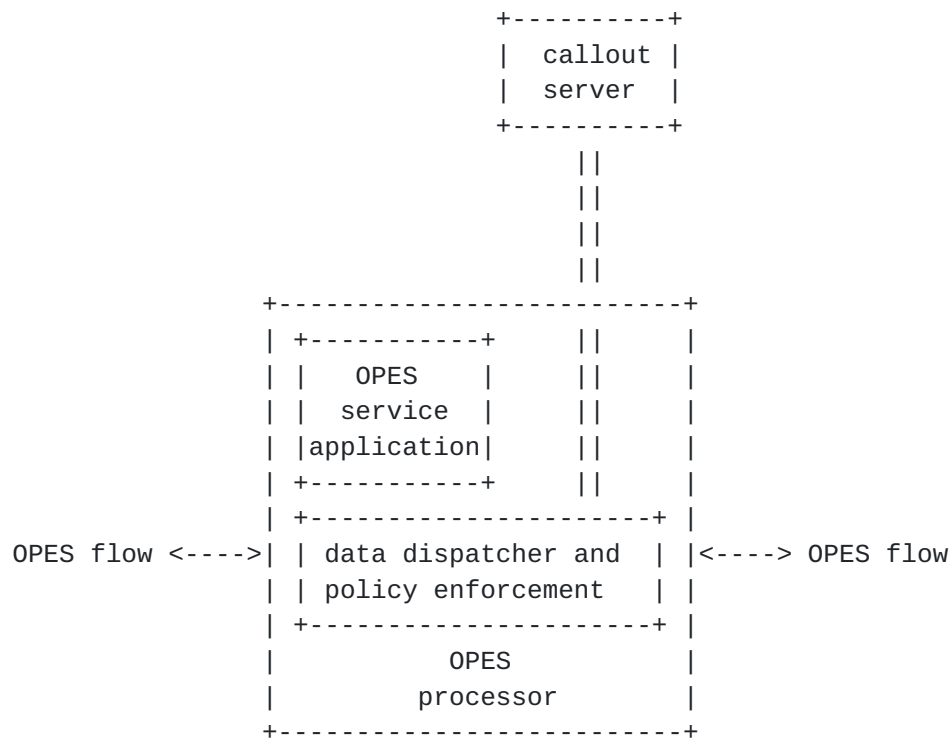 callout
server
OPES
service
application
OPES flow <----> data dispatcher and <----> OPES flow
policy enforcement
OPES
processor